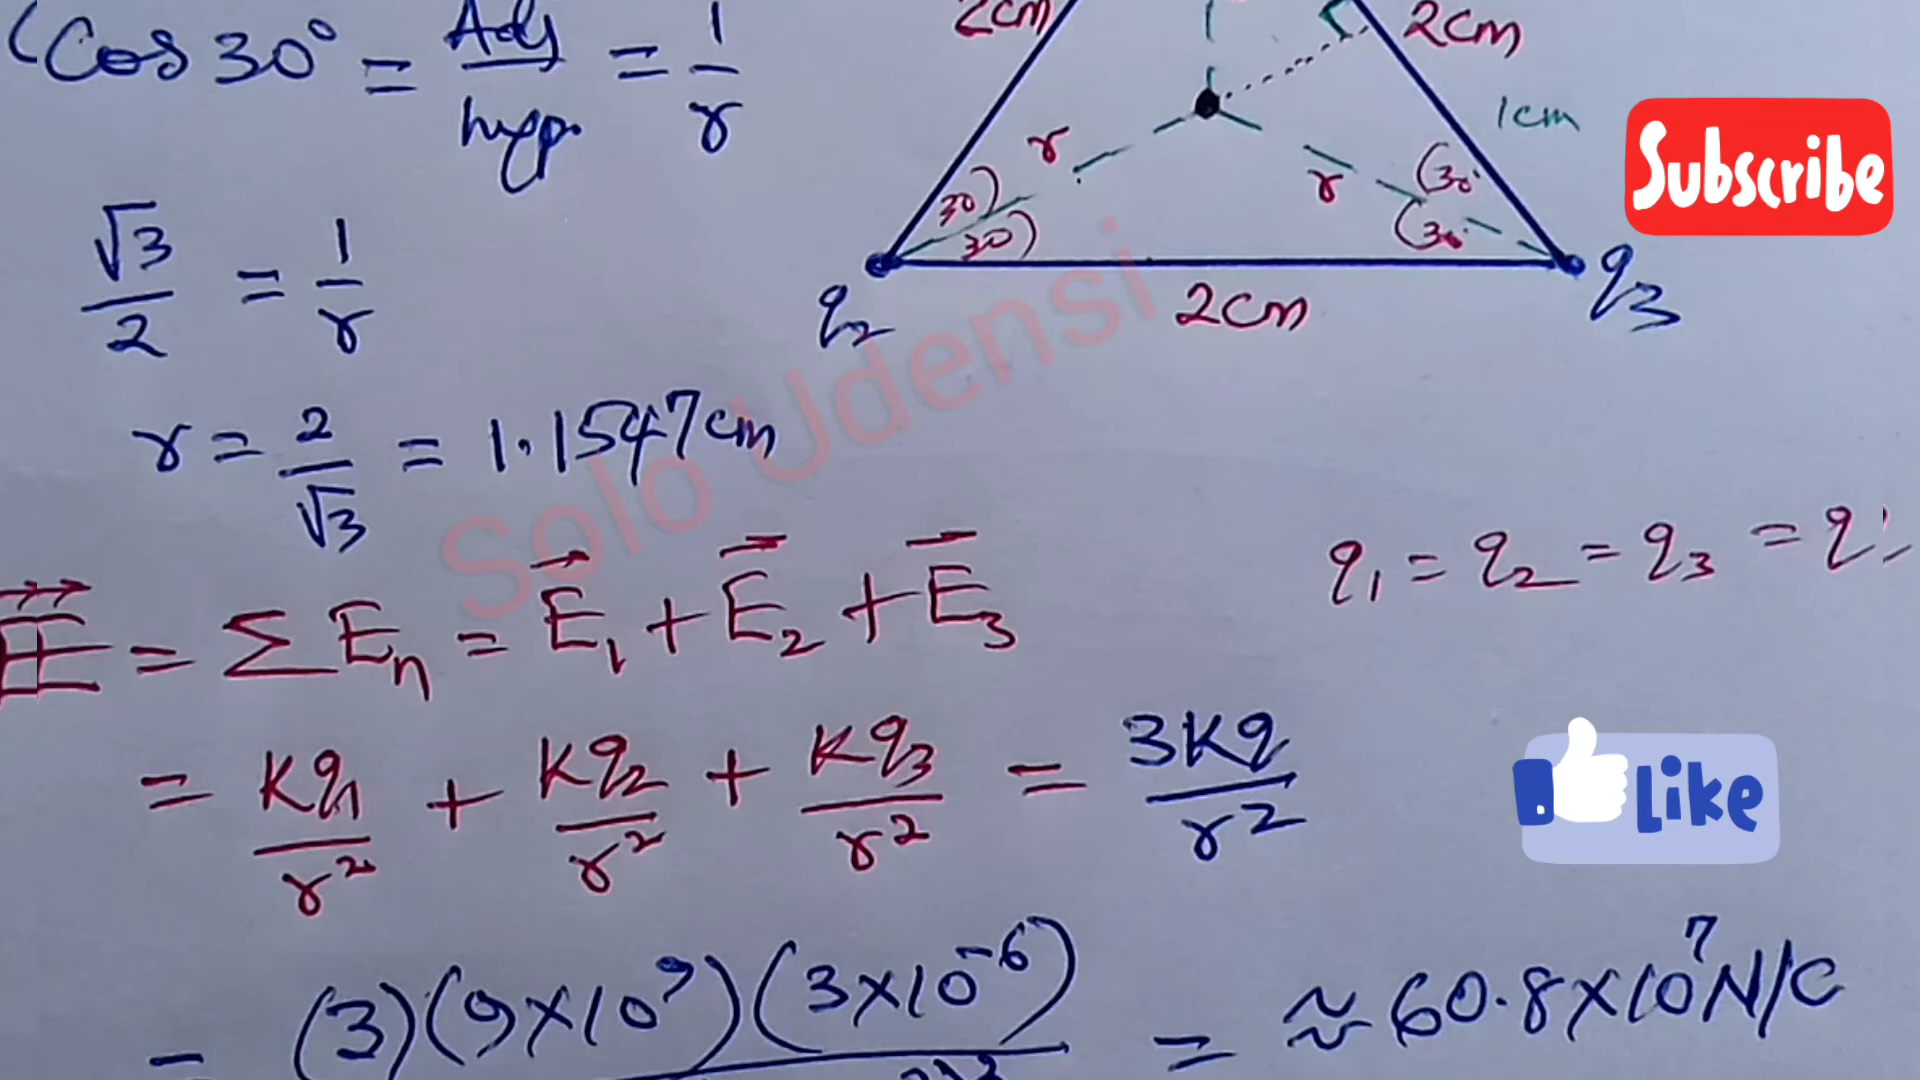 (Cos 30° = Adj/hyp. = 1/r
2cm
2cm
1cm
r
r
30)
30)
(30
(30
q2
2cm
q3
Subscribe
√3/2 = 1/r
r = 2/√3 = 1.1547cm
Solo Udensi
q1 = q2 = q3 = q
E = ΣEn = E1 + E2 + E3
= Kq1/r² + Kq2/r² + Kq3/r² = 3Kq/r²
Like
= (3)(9×10⁹)(3×10⁻⁶) = ≈ 60.8×10⁷N/C